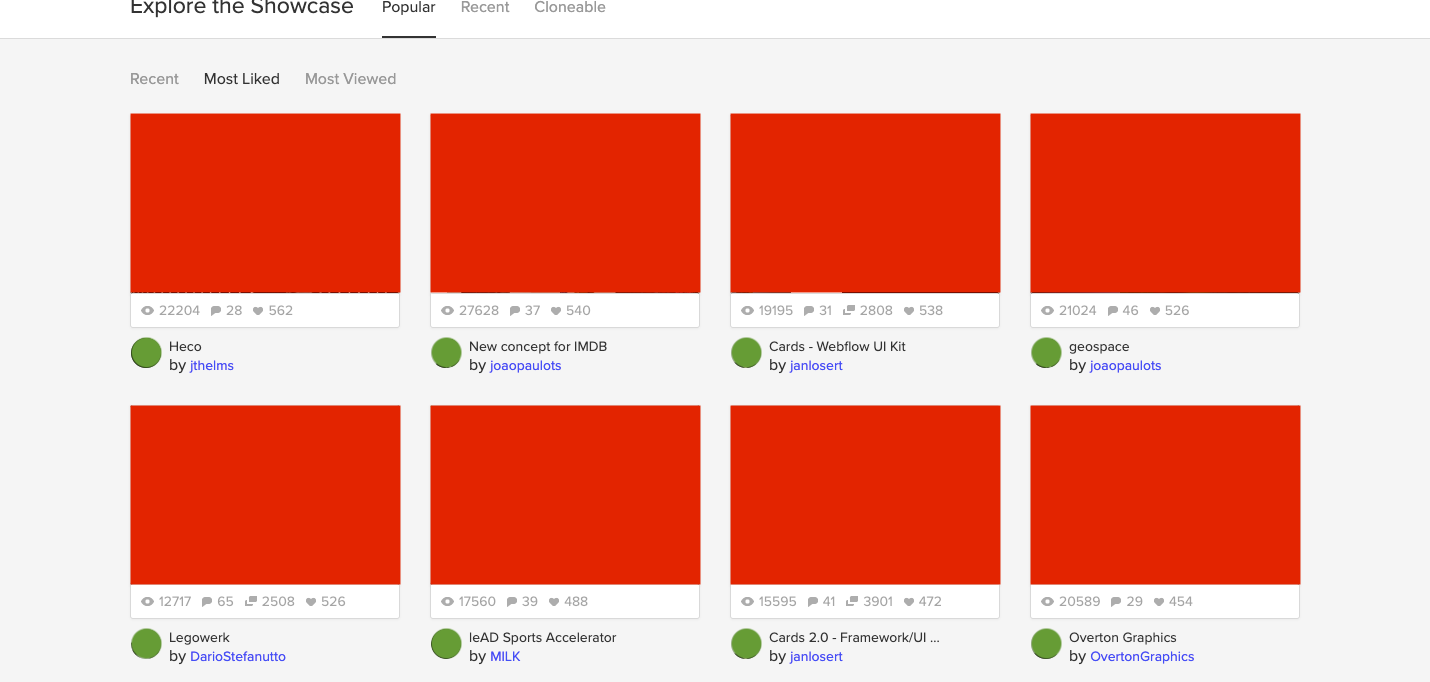 Explore the Showcase Popular Recent Cloneable
Recent Most Liked Most Viewed
22204 28 562
27628 37 540
19195 31 2808 538
21024 46 526
Heco
by jthelms
New concept for IMDB
by joaopaulots
Cards - Webflow UI Kit
by janlosert
geospace
by joaopaulots
12717 65 2508 526
17560 39 488
15595 41 3901 472
20589 29 454
Legowerk
by DarioStefanutto
leAD Sports Accelerator
by MILK
Cards 2.0 - Framework/UI ...
by janlosert
Overton Graphics
by OvertonGraphics